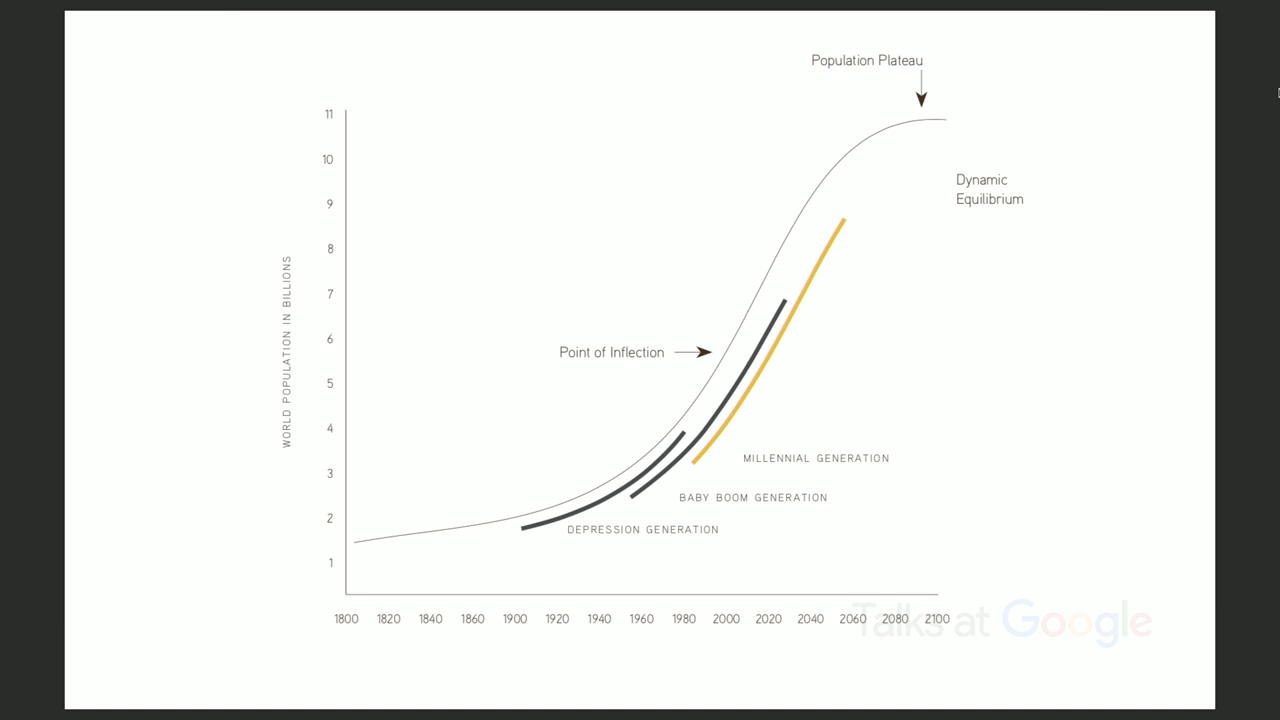 Population Plateau
11
10
9
8
7
6
5
4
3
2
1
WORLD POPULATION IN BILLIONS
Dynamic
Equilibrium
Point of Inflection
MILLENNIAL GENERATION
BABY BOOM GENERATION
DEPRESSION GENERATION
1800 1820 1840 1860 1900 1920 1940 1960 1980 2000 2020 2040 2060 2080 2100
Talks at Google